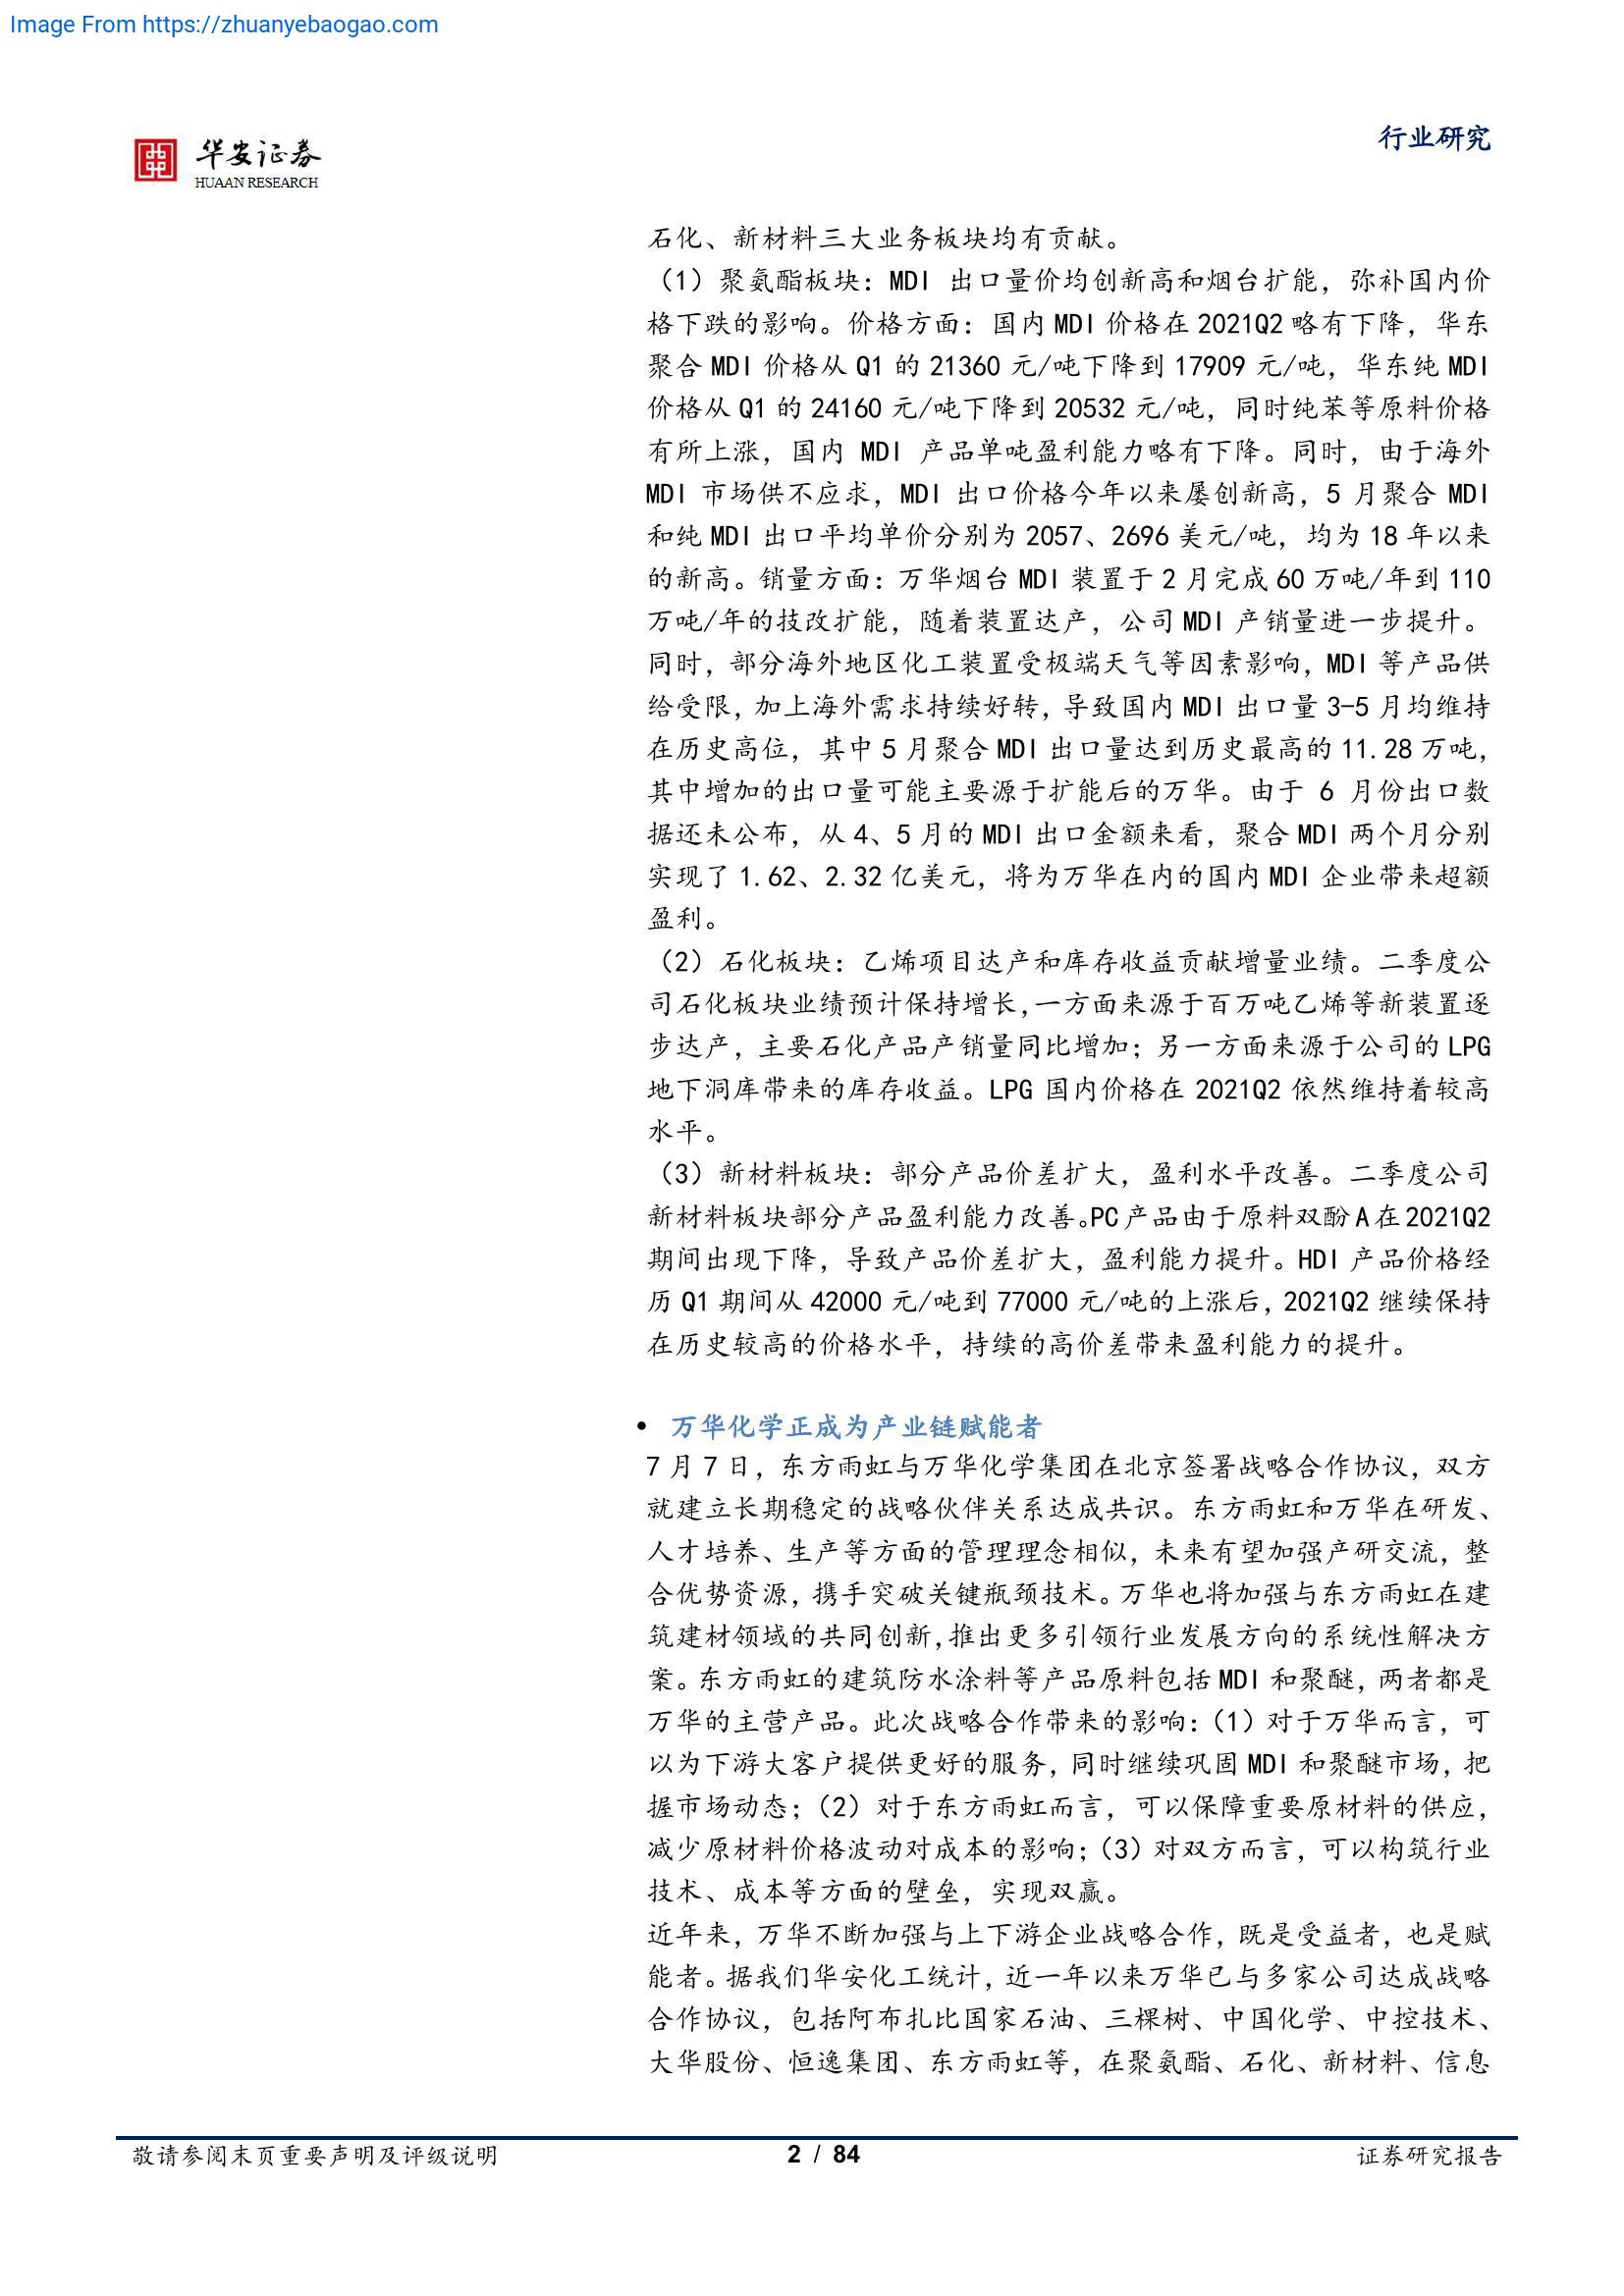 Image From https://zhuanyebaogao.com
华安证券
HUAAN RESEARCH
行业研究
石化、新材料三大业务板块均有贡献。
（1）聚氨酯板块：MDI 出口量价均创新高和烟台扩能，弥补国内价
格下跌的影响。价格方面：国内 MDI 价格在 2021Q2 略有下降，华东
聚合 MDI 价格从 Q1 的 21360 元/吨下降到 17909 元/吨，华东纯 MDI
价格从 Q1 的 24160 元/吨下降到 20532 元/吨，同时纯苯等原料价格
有所上涨，国内 MDI 产品单吨盈利能力略有下降。同时，由于海外
MDI 市场供不应求，MDI 出口价格今年以来屡创新高，5 月聚合 MDI
和纯 MDI 出口平均单价分别为 2057、2696 美元/吨，均为 18 年以来
的新高。销量方面：万华烟台 MDI 装置于 2 月完成 60 万吨/年到 110
万吨/年的技改扩能，随着装置达产，公司 MDI 产销量进一步提升。
同时，部分海外地区化工装置受极端天气等因素影响，MDI 等产品供
给受限，加上海外需求持续好转，导致国内 MDI 出口量 3-5 月均维持
在历史高位，其中 5 月聚合 MDI 出口量达到历史最高的 11.28 万吨，
其中增加的出口量可能主要源于扩能后的万华。由于 6 月份出口数
据还未公布，从 4、5 月的 MDI 出口金额来看，聚合 MDI 两个月分别
实现了 1.62、2.32 亿美元，将为万华在内的国内 MDI 企业带来超额
盈利。
（2）石化板块：乙烯项目达产和库存收益贡献增量业绩。二季度公
司石化板块业绩预计保持增长，一方面来源于百万吨乙烯等新装置逐
步达产，主要石化产品产销量同比增加；另一方面来源于公司的 LPG
地下洞库带来的库存收益。LPG 国内价格在 2021Q2 依然维持着较高
水平。
（3）新材料板块：部分产品价差扩大，盈利水平改善。二季度公司
新材料板块部分产品盈利能力改善。PC 产品由于原料双酚 A 在 2021Q2
期间出现下降，导致产品价差扩大，盈利能力提升。HDI 产品价格经
历 Q1 期间从 42000 元/吨到 77000 元/吨的上涨后，2021Q2 继续保持
在历史较高的价格水平，持续的高价差带来盈利能力的提升。
• 万华化学正成为产业链赋能者
7 月 7 日，东方雨虹与万华化学集团在北京签署战略合作协议，双方
就建立长期稳定的战略伙伴关系达成共识。东方雨虹和万华在研发、
人才培养、生产等方面的管理理念相似，未来有望加强产研交流，整
合优势资源，携手突破关键瓶颈技术。万华也将加强与东方雨虹在建
筑建材领域的共同创新，推出更多引领行业发展方向的系统性解决方
案。东方雨虹的建筑防水涂料等产品原料包括 MDI 和聚醚，两者都是
万华的主营产品。此次战略合作带来的影响：（1）对于万华而言，可
以为下游大客户提供更好的服务，同时继续巩固 MDI 和聚醚市场，把
握市场动态；（2）对于东方雨虹而言，可以保障重要原材料的供应，
减少原材料价格波动对成本的影响；（3）对双方而言，可以构筑行业
技术、成本等方面的壁垒，实现双赢。
近年来，万华不断加强与上下游企业战略合作，既是受益者，也是赋
能者。据我们华安化工统计，近一年以来万华已与多家公司达成战略
合作协议，包括阿布扎比国家石油、三棵树、中国化学、中控技术、
大华股份、恒逸集团、东方雨虹等，在聚氨酯、石化、新材料、信息
敬请参阅末页重要声明及评级说明
2 / 84
证券研究报告